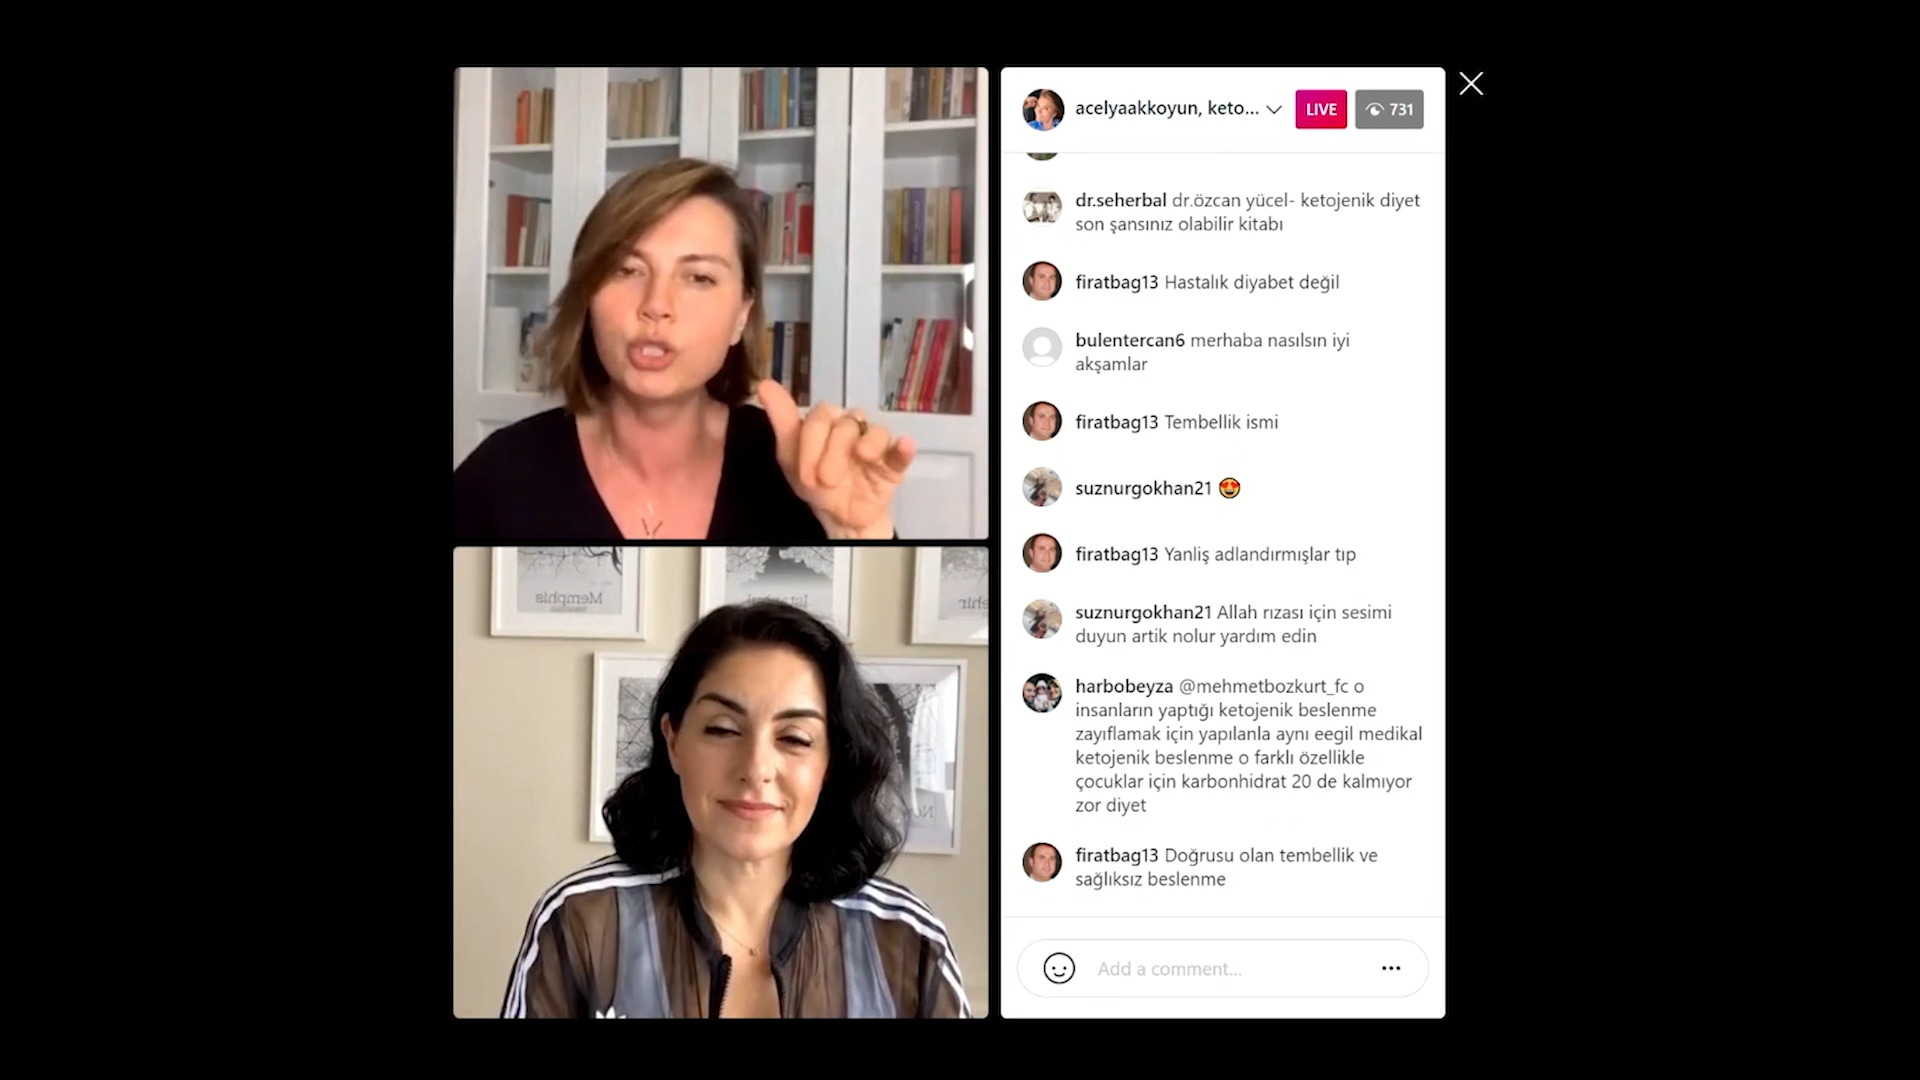 acelyaakkoyun, keto...
LIVE
731
dr.seherbal dr.özcan yücel- ketojenik diyet
son şansınız olabilir kitabı
firatbag13 Hastalık diyabet değil
bulentercan6 merhaba nasılsın iyi
akşamlar
firatbag13 Tembellik ismi
suznurgokhan21 😍
firatbag13 Yanliş adlandırmışlar tıp
suznurgokhan21 Allah rızası için sesimi
duyun artik nolur yardım edin
harbobeyza @mehmetbozkurt_fc o
insanların yaptığı ketojenik beslenme
zayıflamak için yapılanla aynı eegil medikal
ketojenik beslenme o farklı özellikle
çocuklar için karbonhidrat 20 de kalmıyor
zor diyet
firatbag13 Doğrusu olan tembellik ve
sağlıksız beslenme
Add a comment...
Memphis
Istanbul